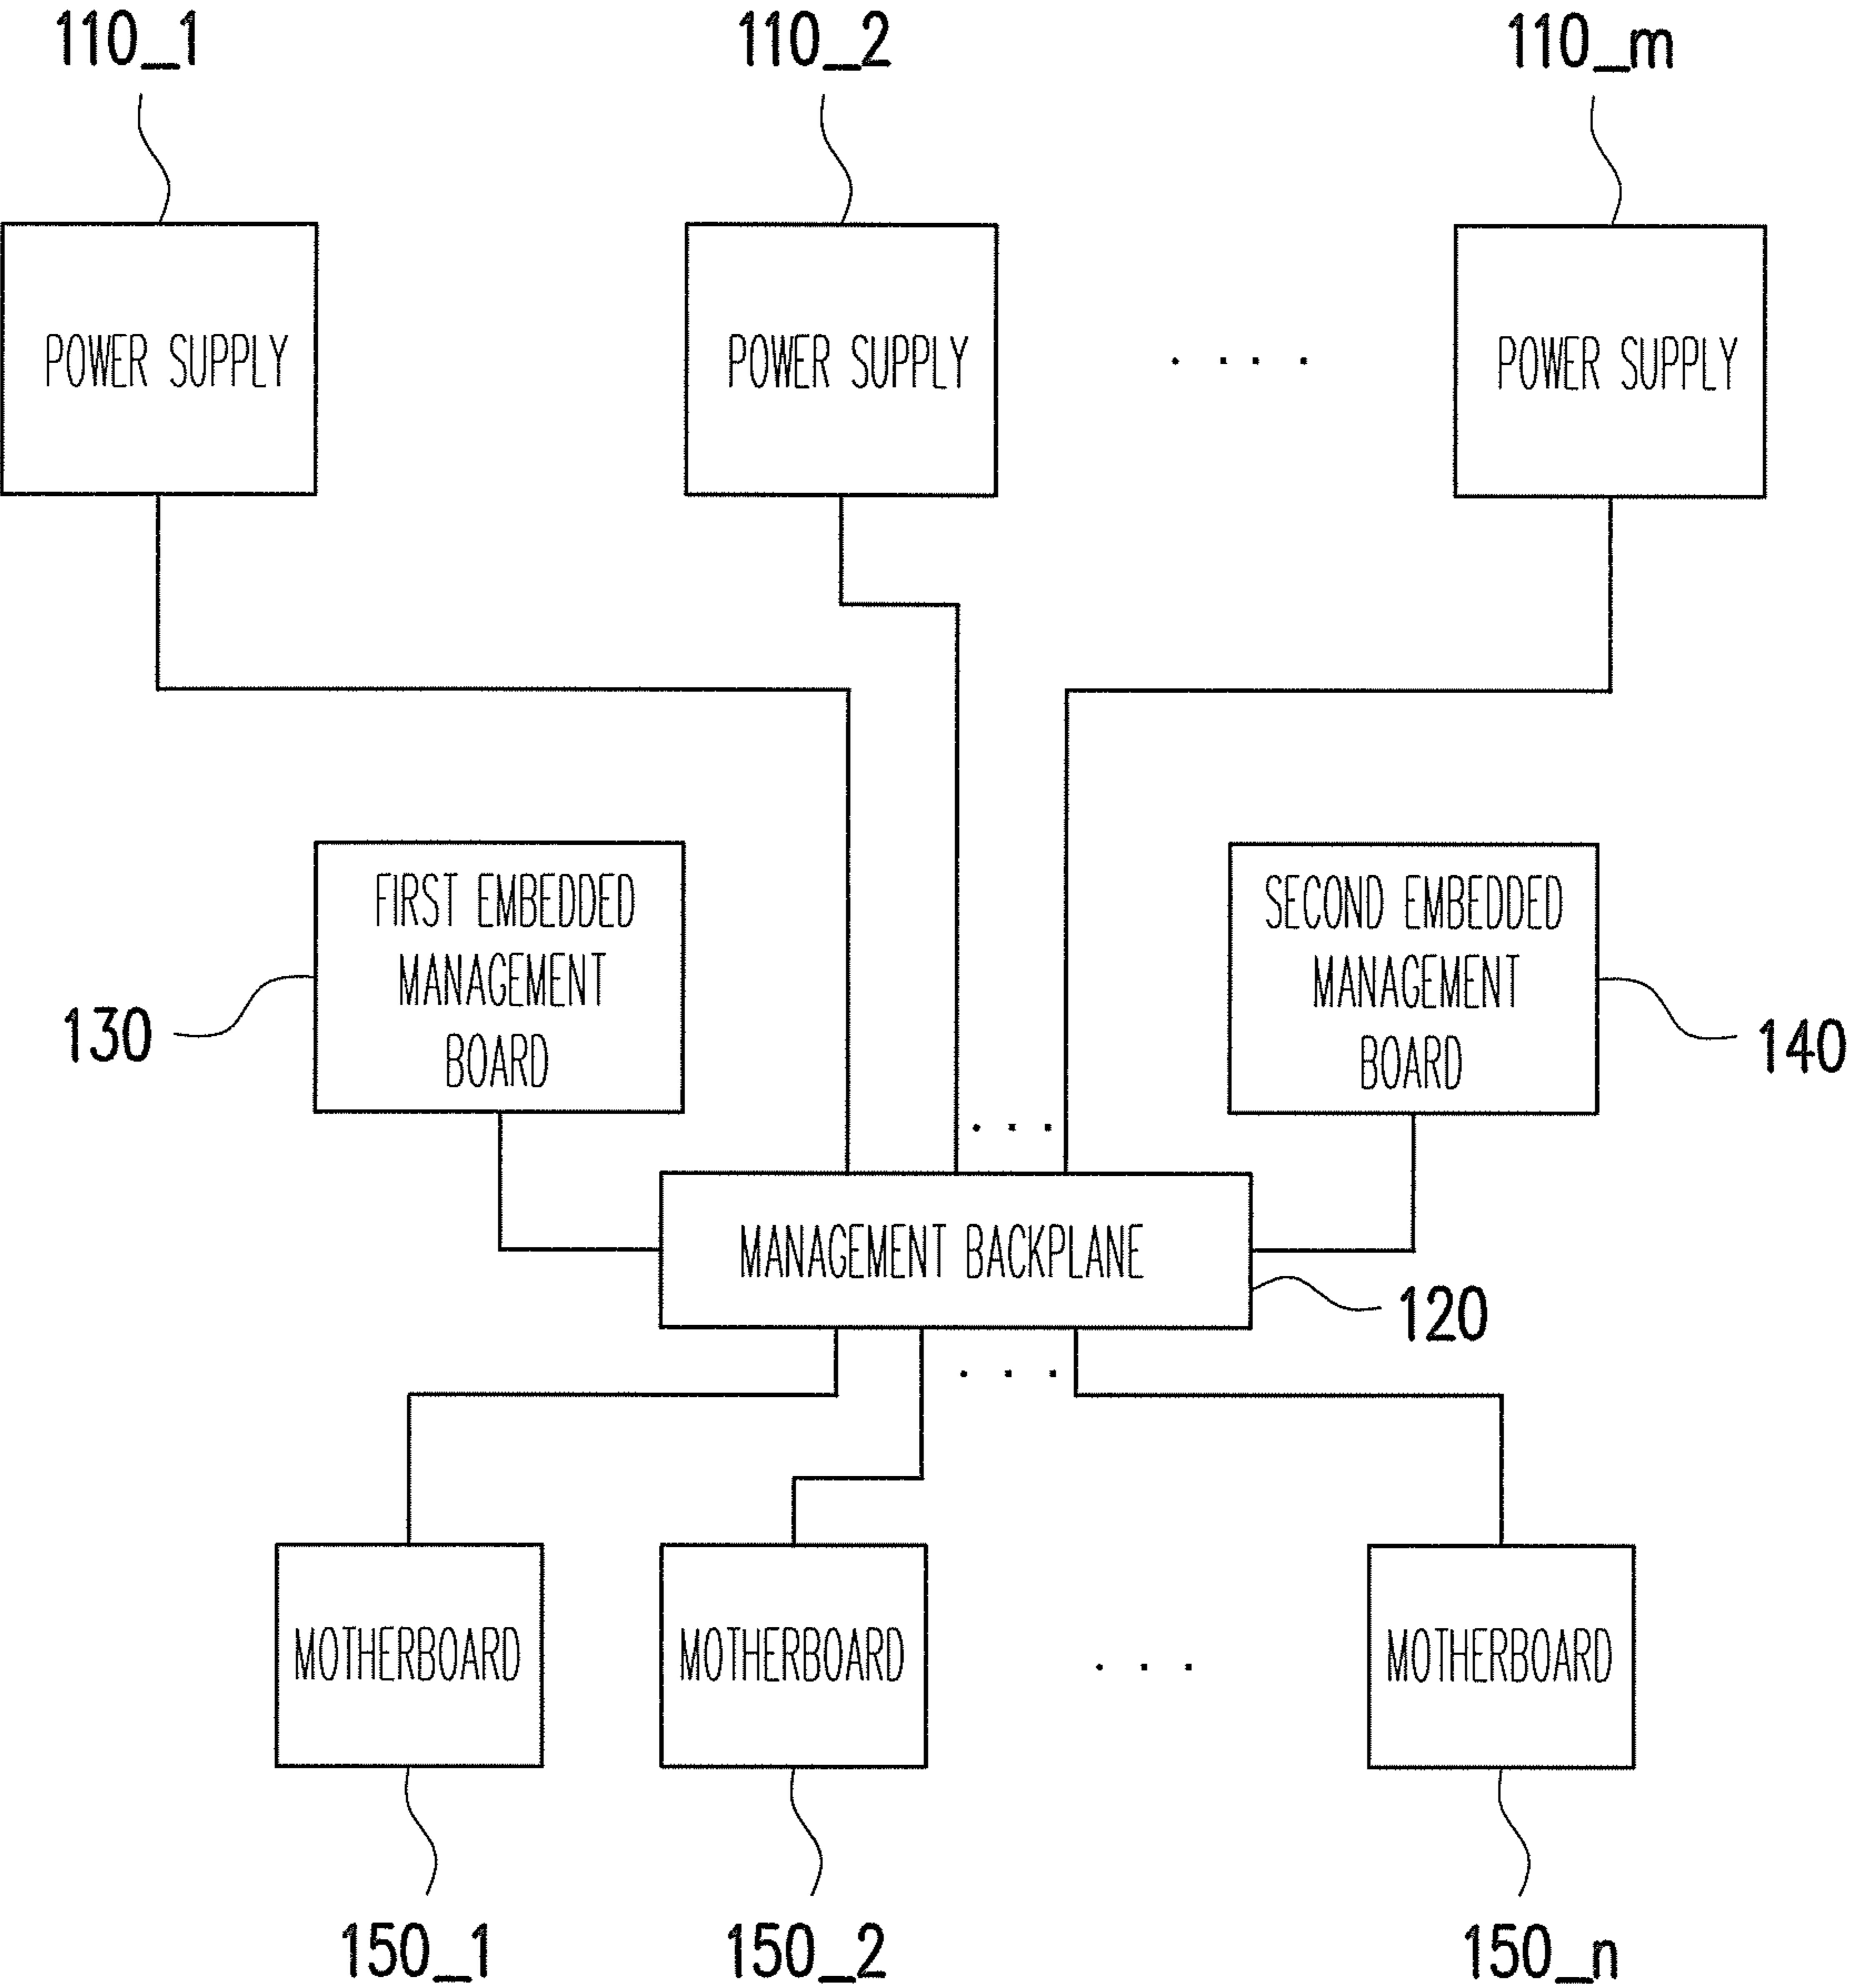 110_1
110_2
110_m
POWER SUPPLY
POWER SUPPLY
. . . .
POWER SUPPLY
FIRST EMBEDDED
MANAGEMENT
BOARD
130
SECOND EMBEDDED
MANAGEMENT
BOARD
140
. . .
MANAGEMENT BACKPLANE
120
. . .
MOTHERBOARD
MOTHERBOARD
. . .
MOTHERBOARD
150_1
150_2
150_n